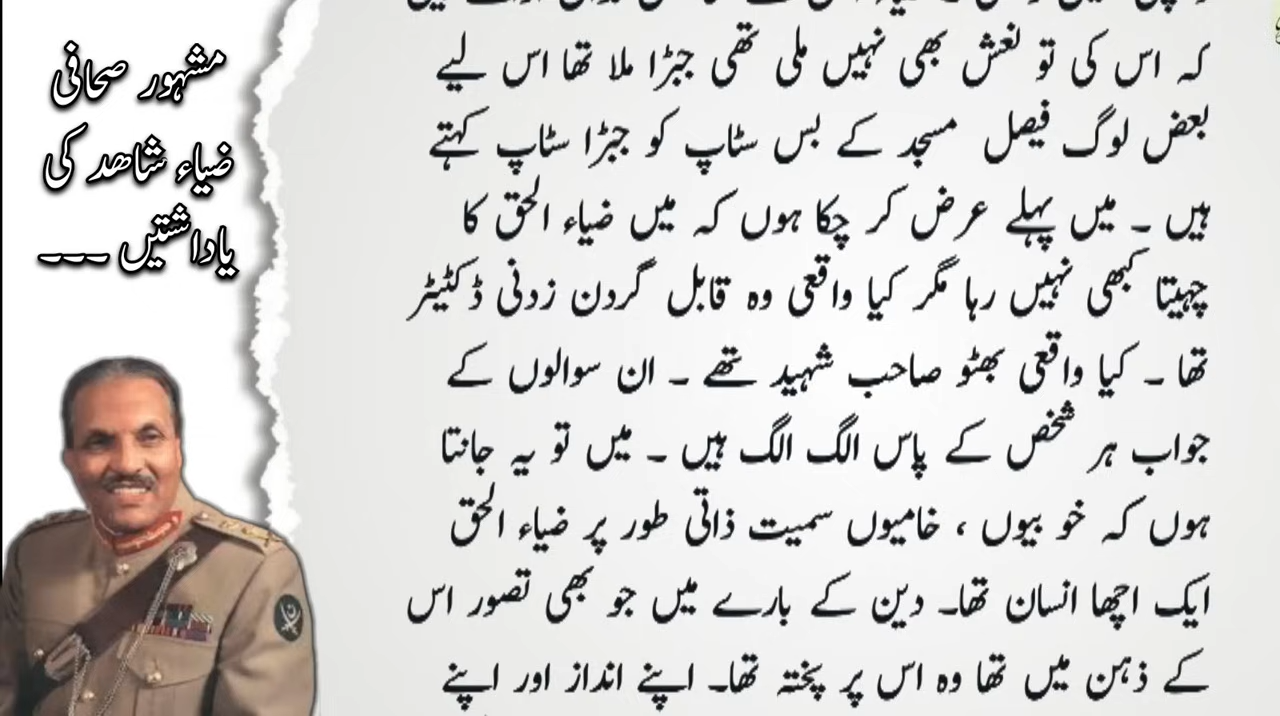 مشہور صحافی
ضیاء شاھد کی
یاداشتیں ۔۔۔
کہ اس کی تو نعش بھی نہیں ملی تھی جبڑا ملا تھا اس لیے
بعض لوگ فیصل مسجد کے بس سٹاپ کو جبڑا سٹاپ کہتے
ہیں ۔ میں پہلے عرض کر چکا ہوں کہ میں ضیاء الحق کا
چہیتا کبھی نہیں رہا مگر کیا واقعی وہ قابل گردن زدنی ڈکٹیٹر
تھا ۔ کیا واقعی بھٹو صاحب شہید تھے ۔ ان سوالوں کے
جواب ہر شخص کے پاس الگ الگ ہیں ۔ میں تو یہ جانتا
ہوں کہ خو بیوں ، خامیوں سمیت ذاتی طور پر ضیاء الحق
ایک اچھا انسان تھا۔ دین کے بارے میں جو بھی تصور اس
کے ذہن میں تھا وہ اس پر پختہ تھا۔ اپنے انداز اور اپنے